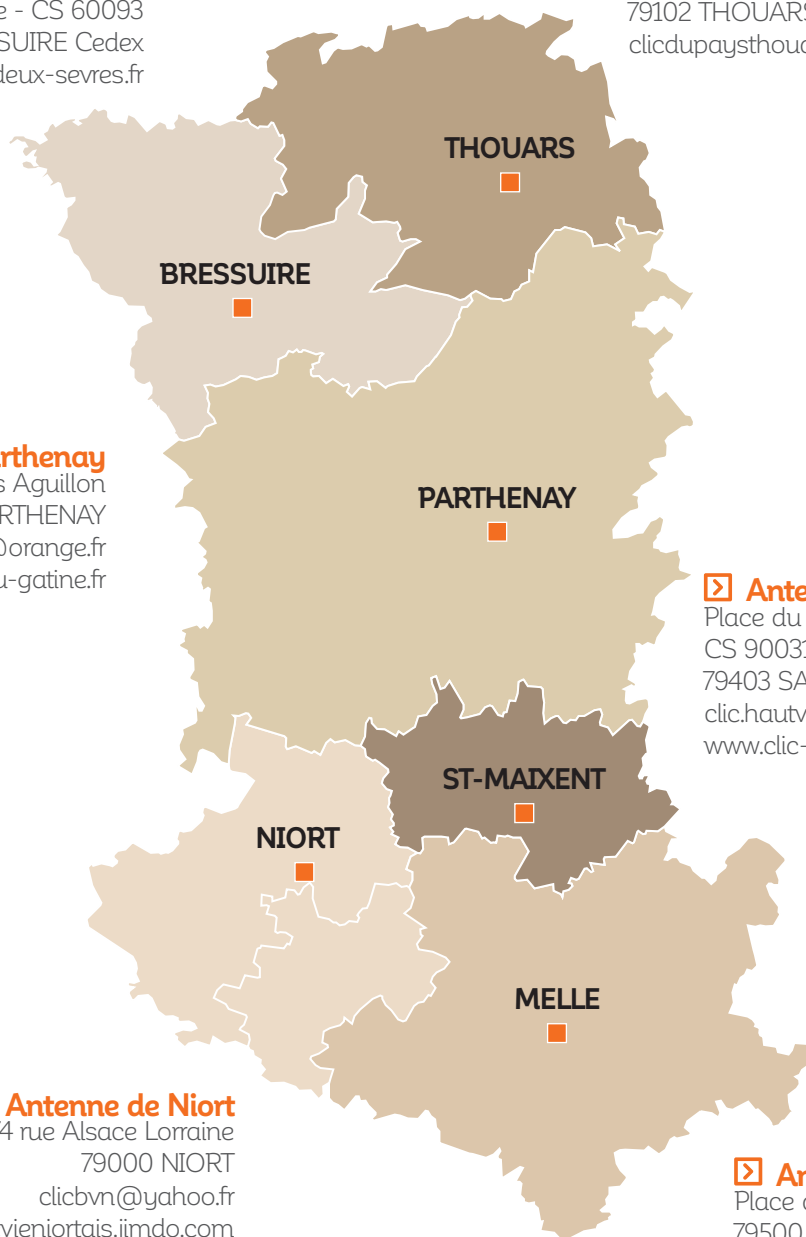 e - CS 60093
SUIRE Cedex
deux-sevres.fr
79102 THOUARS
clicdupaysthouc
THOUARS
BRESSUIRE
rthenay
s Aguillon
RTHENAY
@orange.fr
u-gatine.fr
PARTHENAY
Ante
Place du
CS 90031
79403 SA
clic.hautv
www.clic-
ST-MAIXENT
NIORT
MELLE
Antenne de Niort
4 rue Alsace Lorraine
79000 NIORT
clicbvn@yahoo.fr
vieniortais.jimdo.com
An
Place d
79500